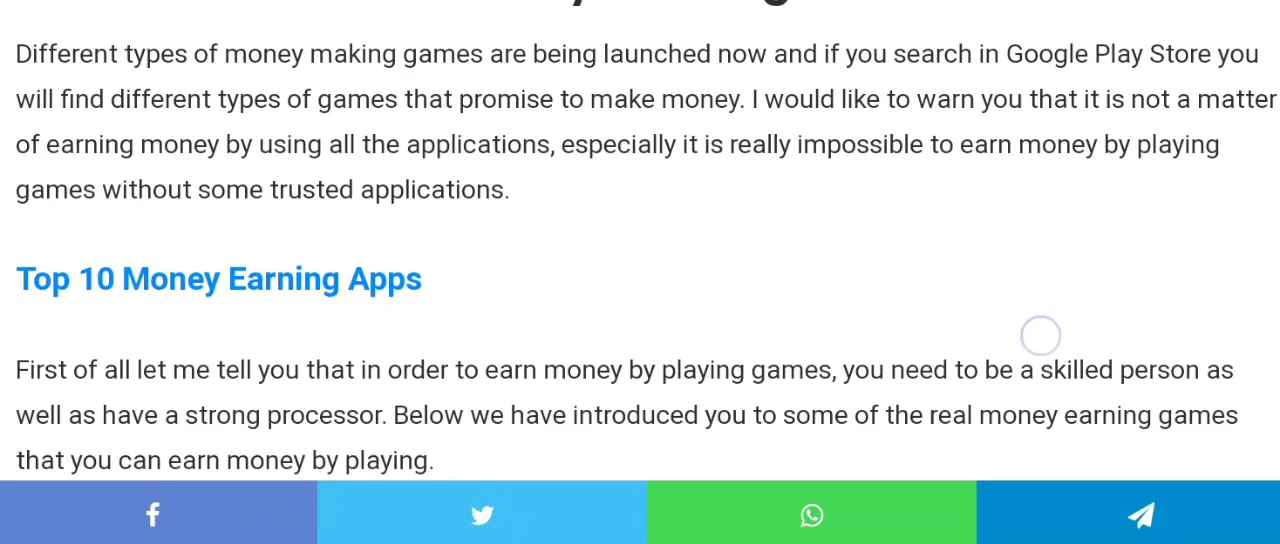 Different types of money making games are being launched now and if you search in Google Play Store you
will find different types of games that promise to make money. I would like to warn you that it is not a matter
of earning money by using all the applications, especially it is really impossible to earn money by playing
games without some trusted applications.
Top 10 Money Earning Apps
First of all let me tell you that in order to earn money by playing games, you need to be a skilled person as
well as have a strong processor. Below we have introduced you to some of the real money earning games
that you can earn money by playing.